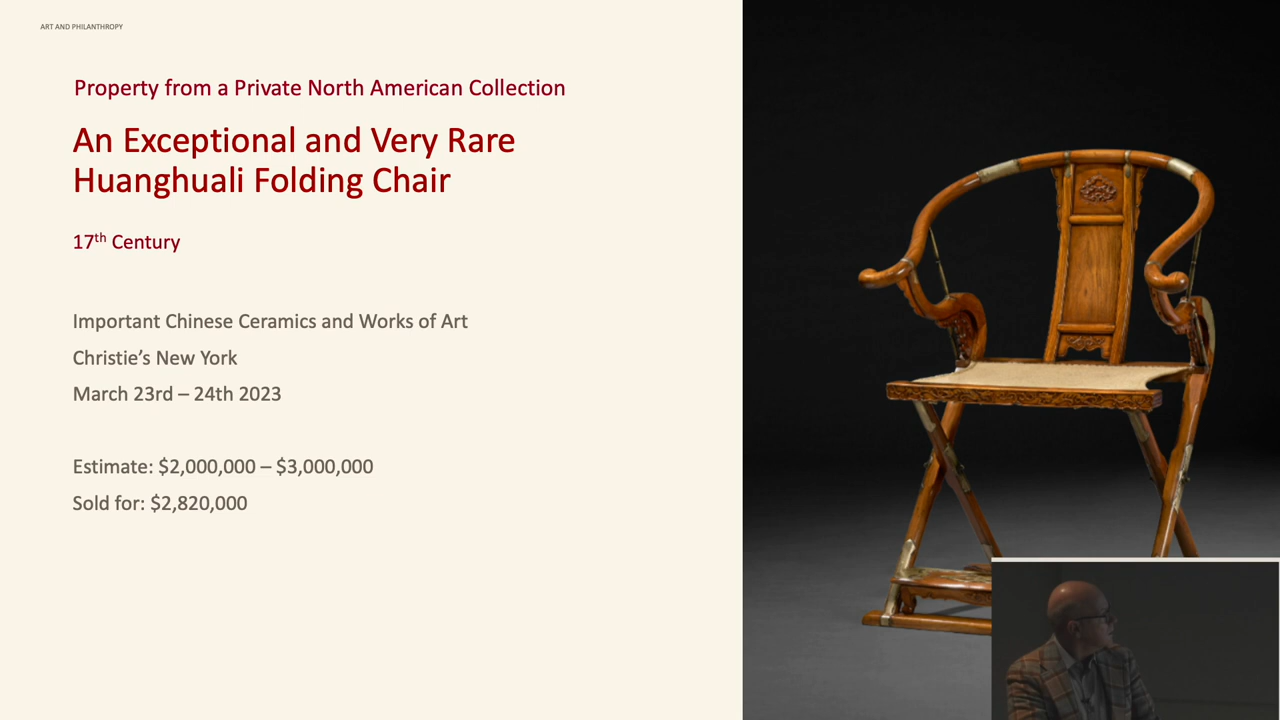 ART AND PHILANTHROPY
Property from a Private North American Collection
An Exceptional and Very Rare
Huanghuali Folding Chair
17th Century
Important Chinese Ceramics and Works of Art
Christie’s New York
March 23rd – 24th 2023
Estimate: $2,000,000 – $3,000,000
Sold for: $2,820,000